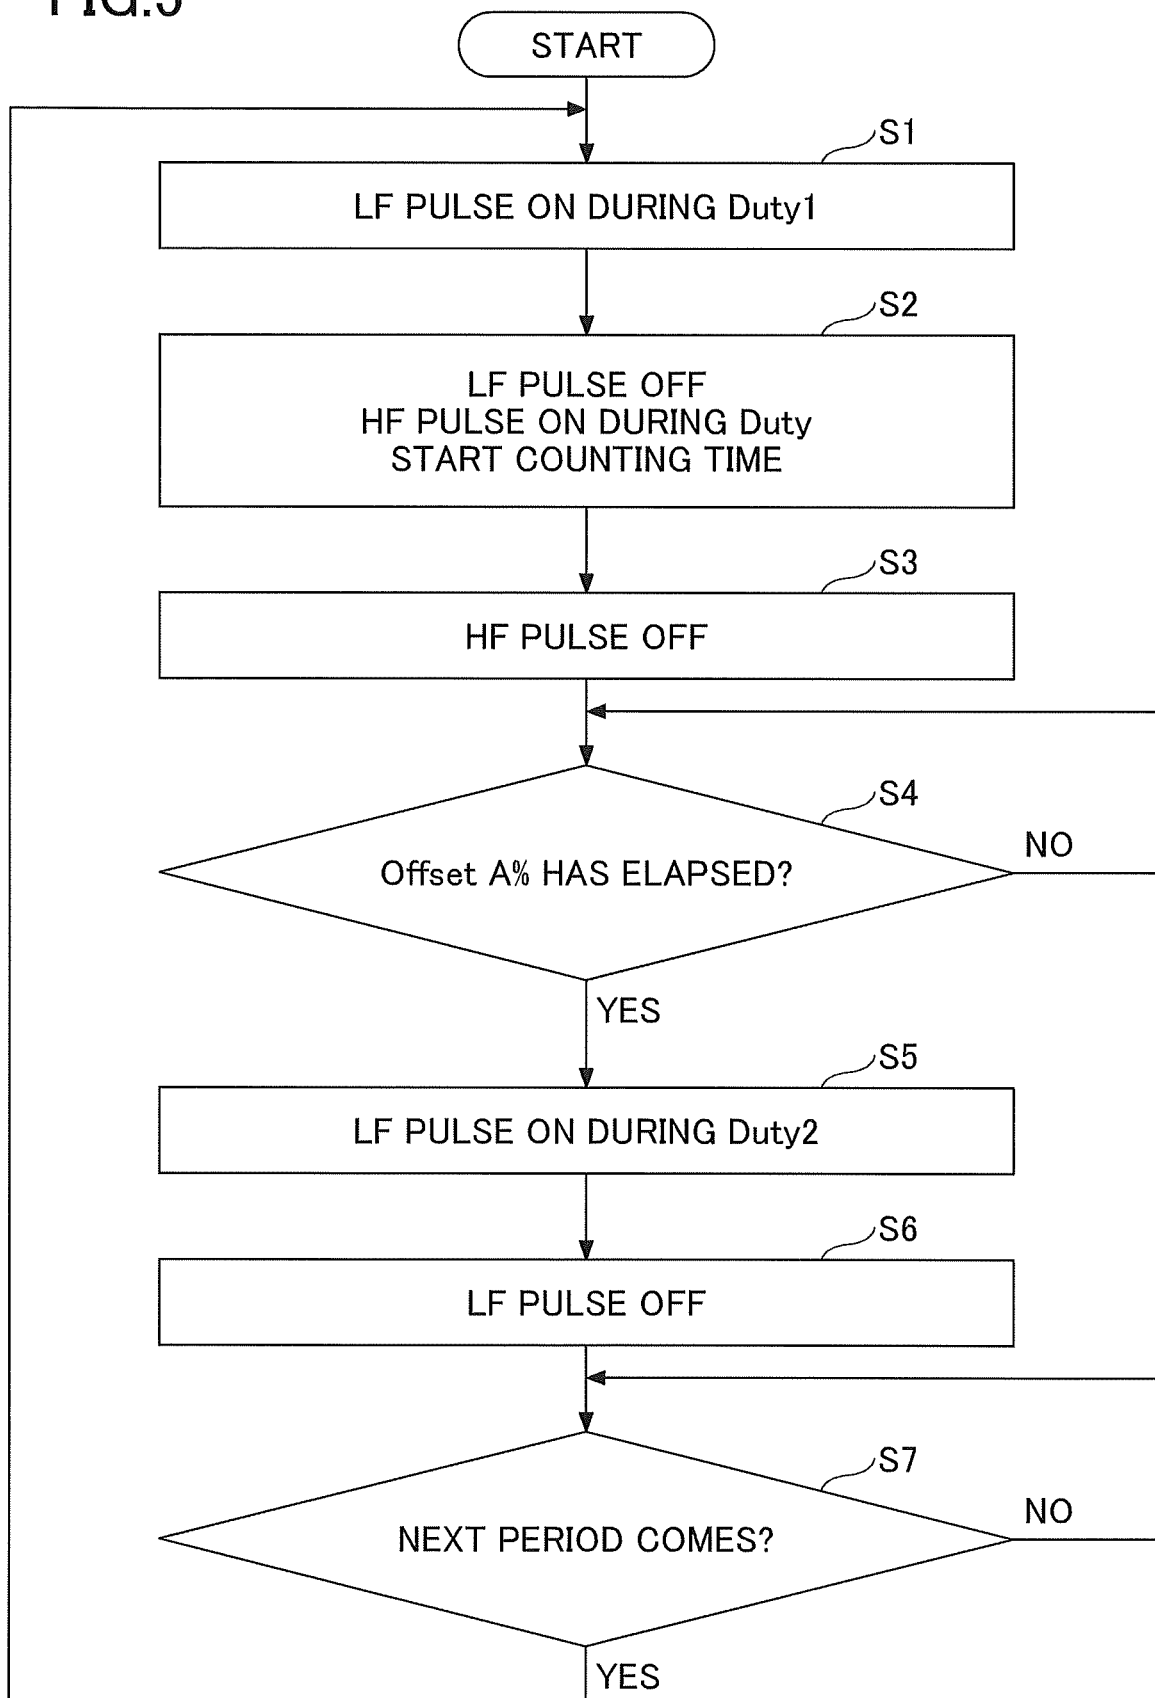 START
S1
LF PULSE ON DURING Duty1
S2
LF PULSE OFF
HF PULSE ON DURING Duty
START COUNTING TIME
S3
HF PULSE OFF
S4
Offset A% HAS ELAPSED?
NO
YES
S5
LF PULSE ON DURING Duty2
S6
LF PULSE OFF
S7
NEXT PERIOD COMES?
NO
YES